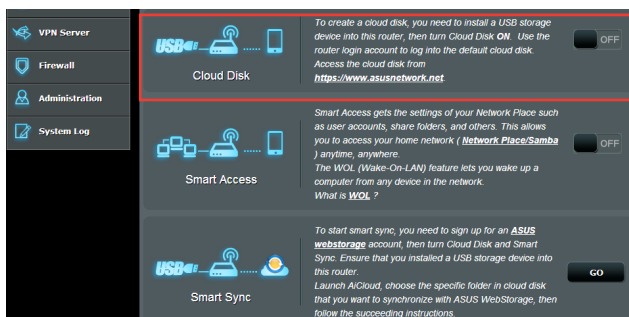 VPN Server
Firewall
Administration
System Log
USB
Cloud Disk
To create a cloud disk, you need to install a USB storage
device into this router, then turn Cloud Disk ON. Use the
router login account to log into the default cloud disk.
Access the cloud disk from
https://www.asusnetwork.net.
OFF
Smart Access
Smart Access gets the settings of your Network Place such
as user accounts, share folders, and others. This allows
you to access your home network ( Network Place/Samba
) anytime, anywhere.
The WOL (Wake-On-LAN) feature lets you wake up a
computer from any device in the network.
What is WOL ?
OFF
USB
Smart Sync
To start smart sync, you need to sign up for an ASUS
webstorage account, then turn Cloud Disk and Smart
Sync. Ensure that you installed a USB storage device into
this router.
Launch AiCloud, choose the specific folder in cloud disk
that you want to synchronize with ASUS WebStorage, then
follow the succeeding instructions.
GO